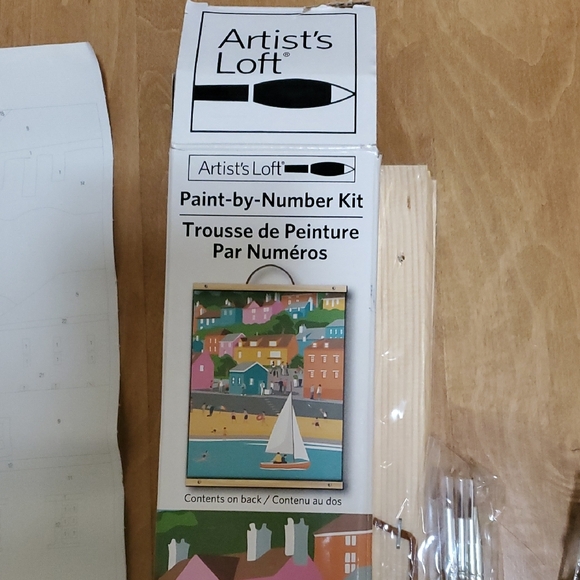 Artist's
Loft®
Artist's Loft®
Paint-by-Number Kit
Trousse de Peinture
Par Numéros
Contents on back / Contenu au dos